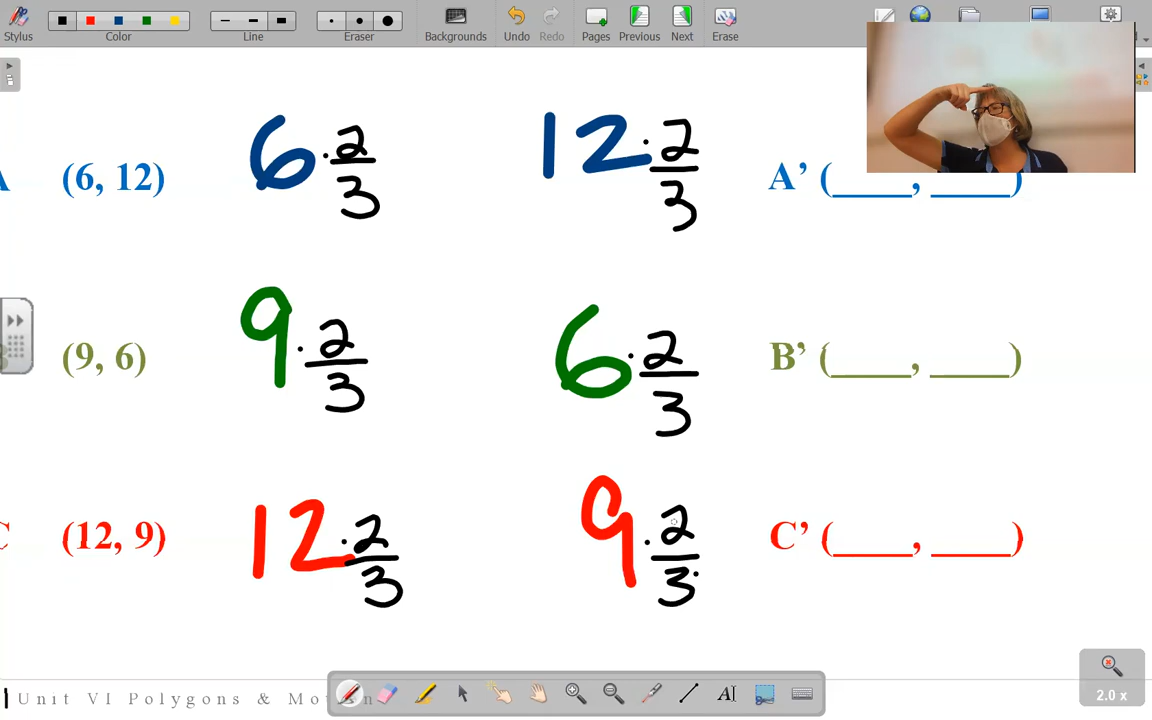 Stylus Color Line Eraser Backgrounds Undo Redo Pages Previous Next Erase
A (6, 12) 6 · 2/3 12 · 2/3 A’ (____, ____)
(9, 6) 9 · 2/3 6 · 2/3 B’ (____, ____)
C (12, 9) 12 · 2/3 9 · 2/3 C’ (____, ____)
Unit VI Polygons & Mo n
2.0 x